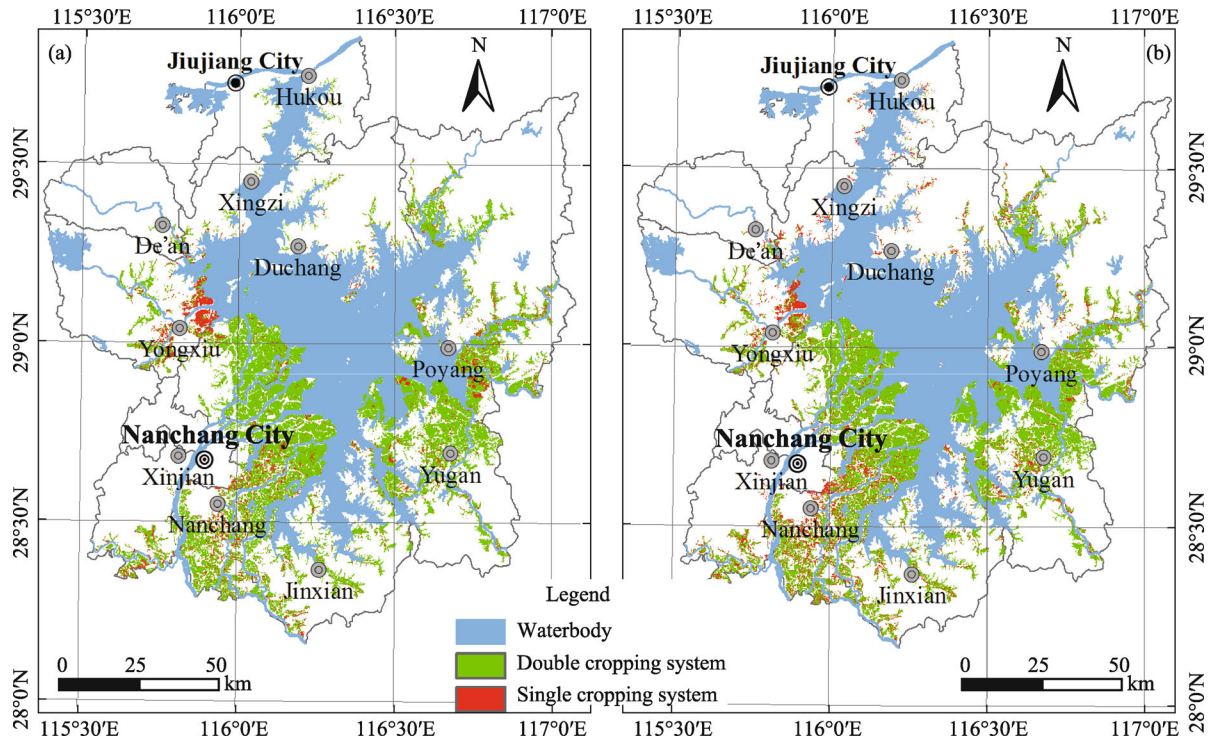 115°30′E 116°0′E 116°30′E 117°0′E
115°30′E 116°0′E 116°30′E 117°0′E
(a)
N
Jiujiang City
Hukou
Xingzi
De'an
Duchang
Yongxiu
Poyang
Nanchang City
Xinjian
Yugan
Nanchang
Jinxian
0 25 50
km
29°30′N
29°0′N
28°30′N
28°0′N
115°30′E 116°0′E 116°30′E 117°0′E
(b)
N
Jiujiang City
Hukou
Xingzi
De'an
Duchang
Yongxiu
Poyang
Nanchang City
Xinjian
Yugan
Nanchang
Jinxian
0 25 50
km
29°30′N
29°0′N
28°30′N
28°0′N
115°30′E 116°0′E 116°30′E 117°0′E
Legend
Waterbody
Double cropping system
Single cropping system